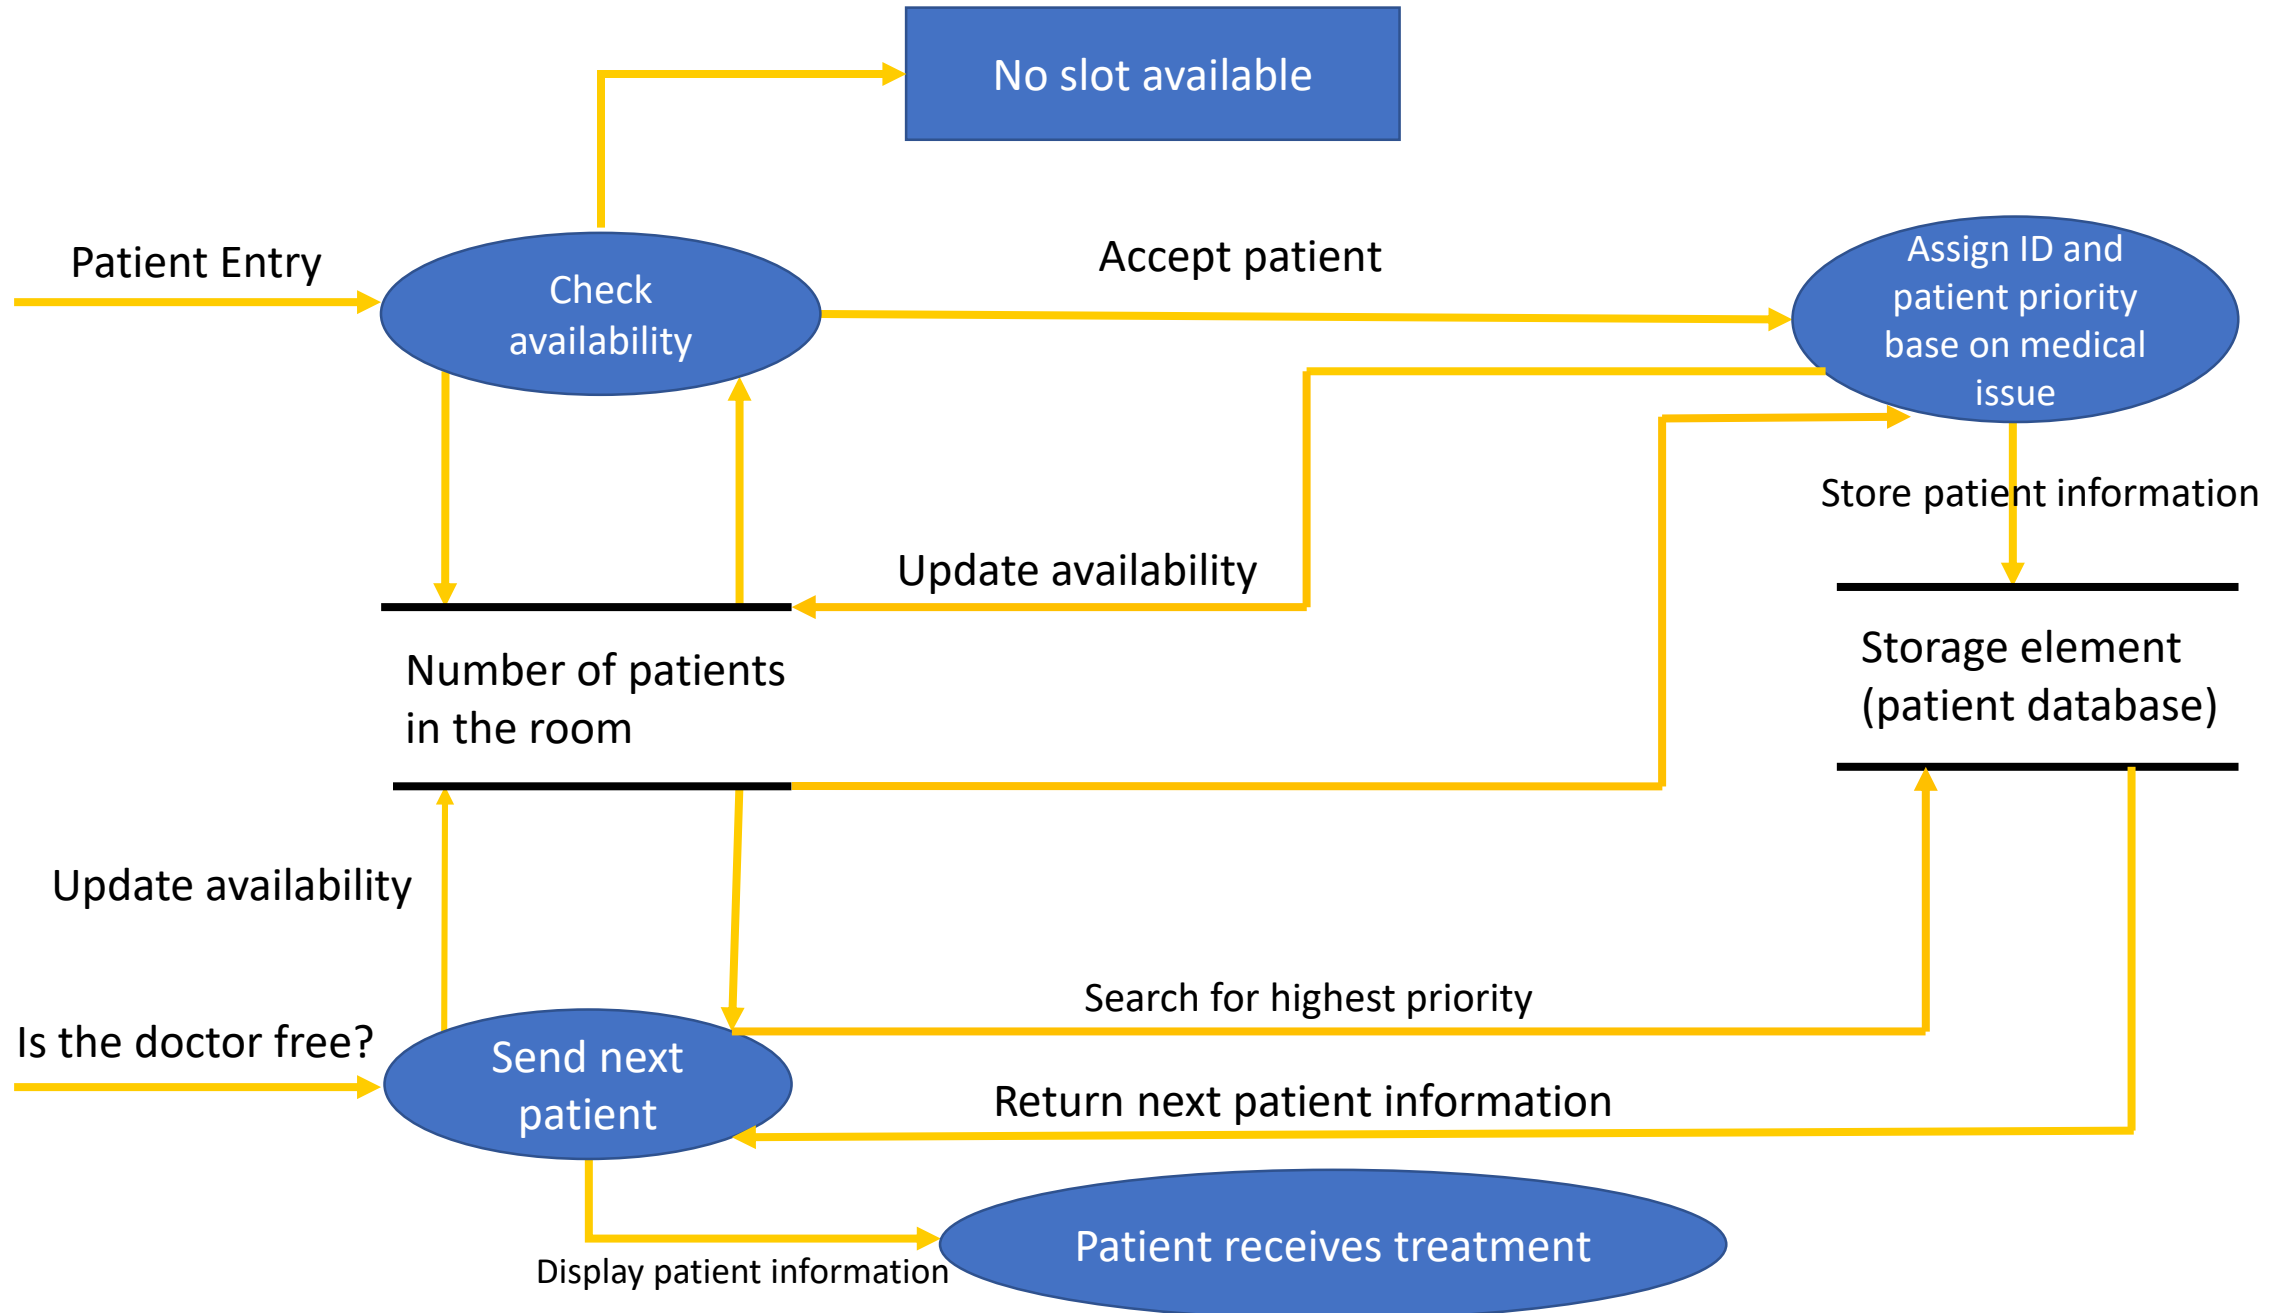 No slot available
Patient Entry
Check
availability
Accept patient
Assign ID and
patient priority
base on medical
issue
Store patient information
Update availability
Number of patients
in the room
Storage element
(patient database)
Update availability
Search for highest priority
Is the doctor free?
Send next
patient
Return next patient information
Patient receives treatment
Display patient information